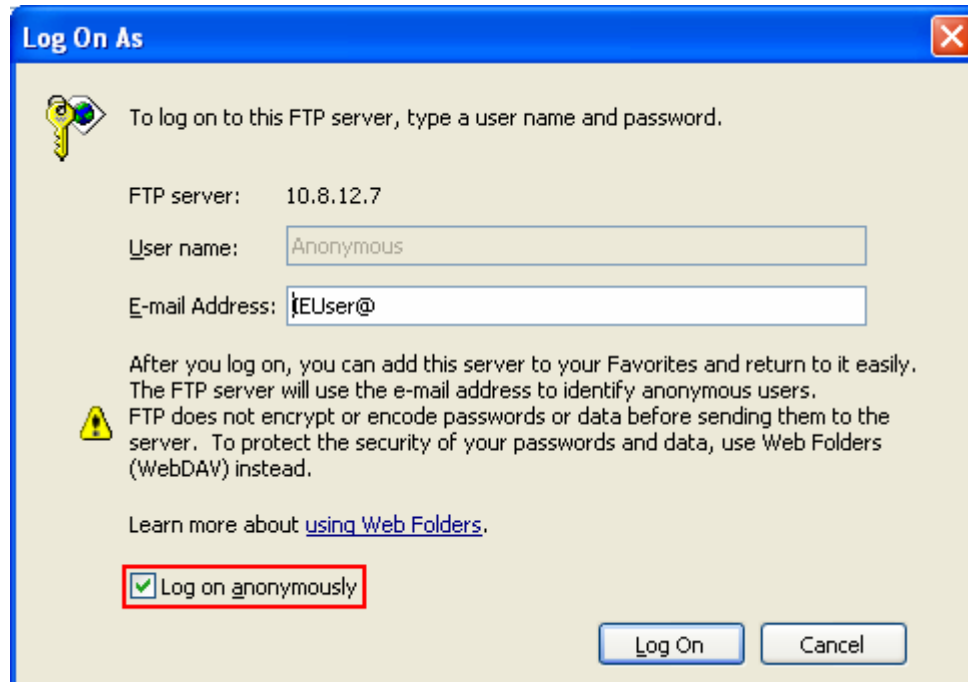 Log On As
To log on to this FTP server, type a user name and password.
FTP server: 10.8.12.7
User name: Anonymous
E-mail Address: IEUser@
After you log on, you can add this server to your Favorites and return to it easily.
The FTP server will use the e-mail address to identify anonymous users.
FTP does not encrypt or encode passwords or data before sending them to the
server. To protect the security of your passwords and data, use Web Folders
(WebDAV) instead.
Learn more about using Web Folders.
Log on anonymously
Log On Cancel